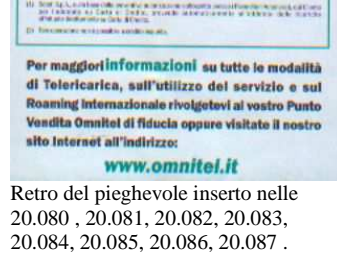 Per maggiori informazioni su tutte le modalità
di Telericarica, sull'utilizzo del servizio e sul
Roaming Internazionale rivolgetevi al vostro Punto
Vendita Omnitel di fiducia oppure visitate il nostro
sito Internet all'indirizzo:
www.omnitel.it
Retro del pieghevole inserto nelle
20.080 , 20.081, 20.082, 20.083,
20.084, 20.085, 20.086, 20.087 .